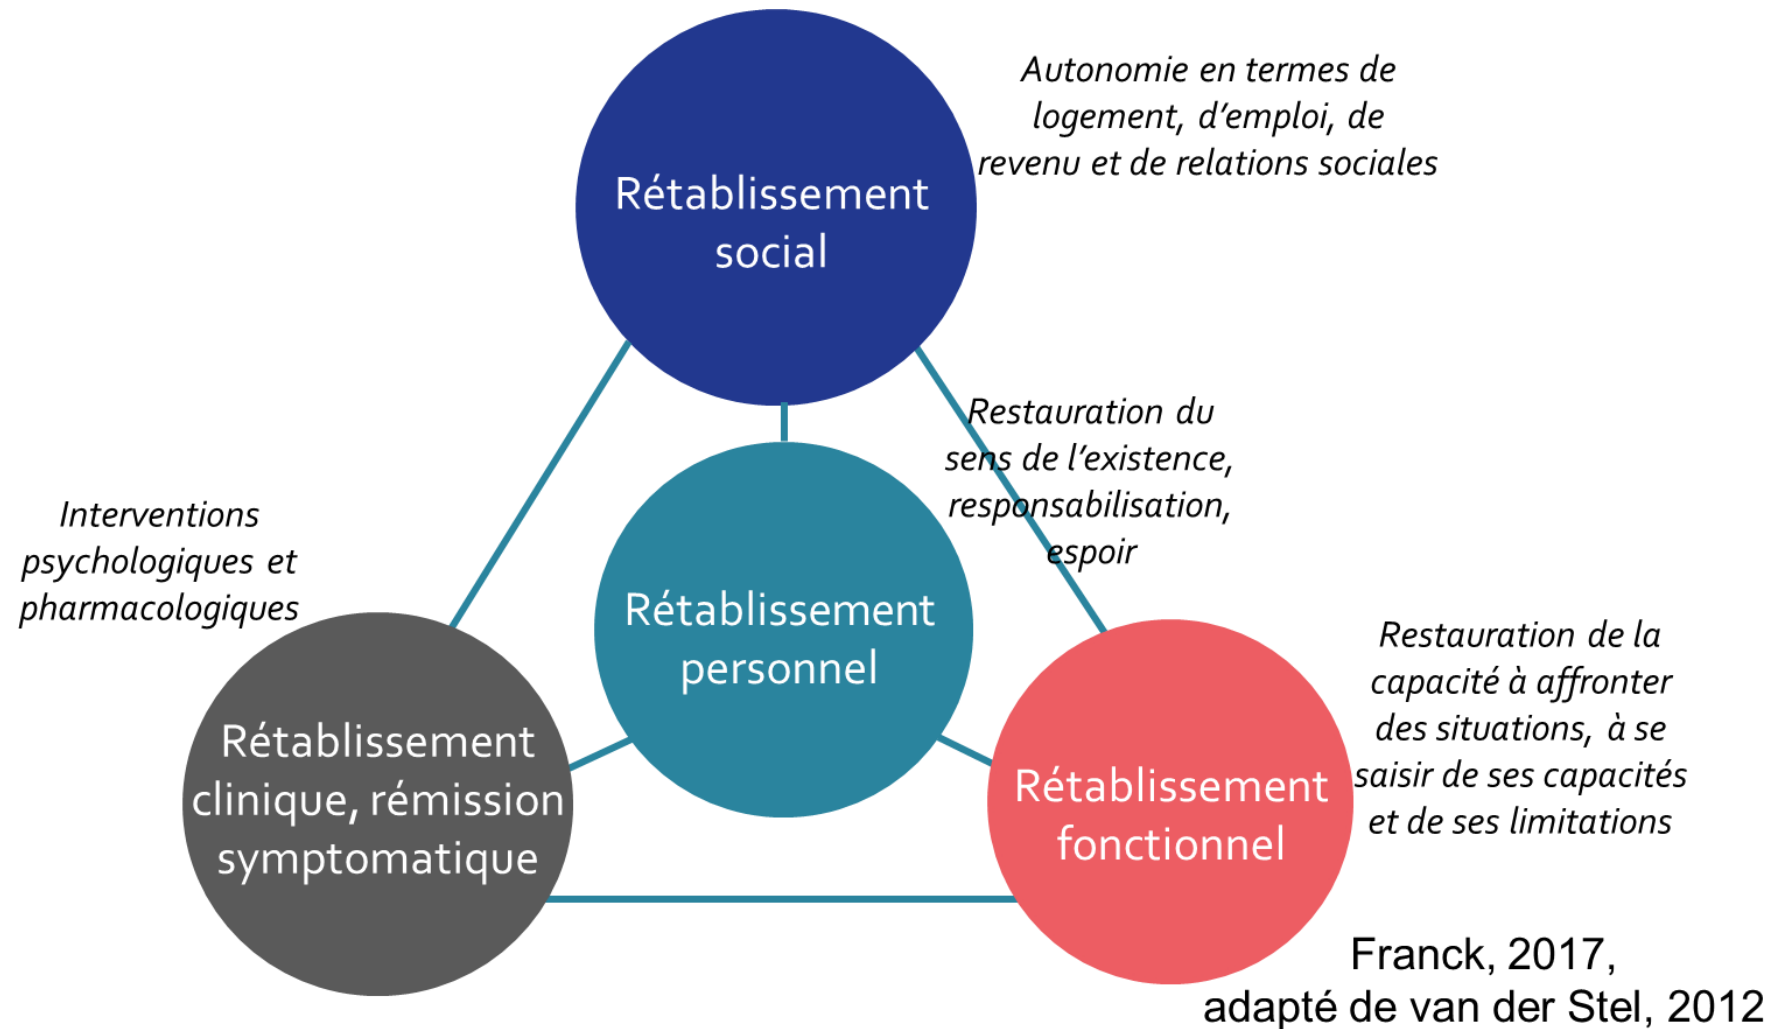 Autonomie en termes de
logement, d’emploi, de
revenu et de relations sociales
Rétablissement
social
Restauration du
sens de l’existence,
responsabilisation,
espoir
Interventions
psychologiques et
pharmacologiques
Rétablissement
personnel
Rétablissement
clinique, rémission
symptomatique
Rétablissement
fonctionnel
Restauration de la
capacité à affronter
des situations, à se
saisir de ses capacités
et de ses limitations
Franck, 2017,
adapté de van der Stel, 2012